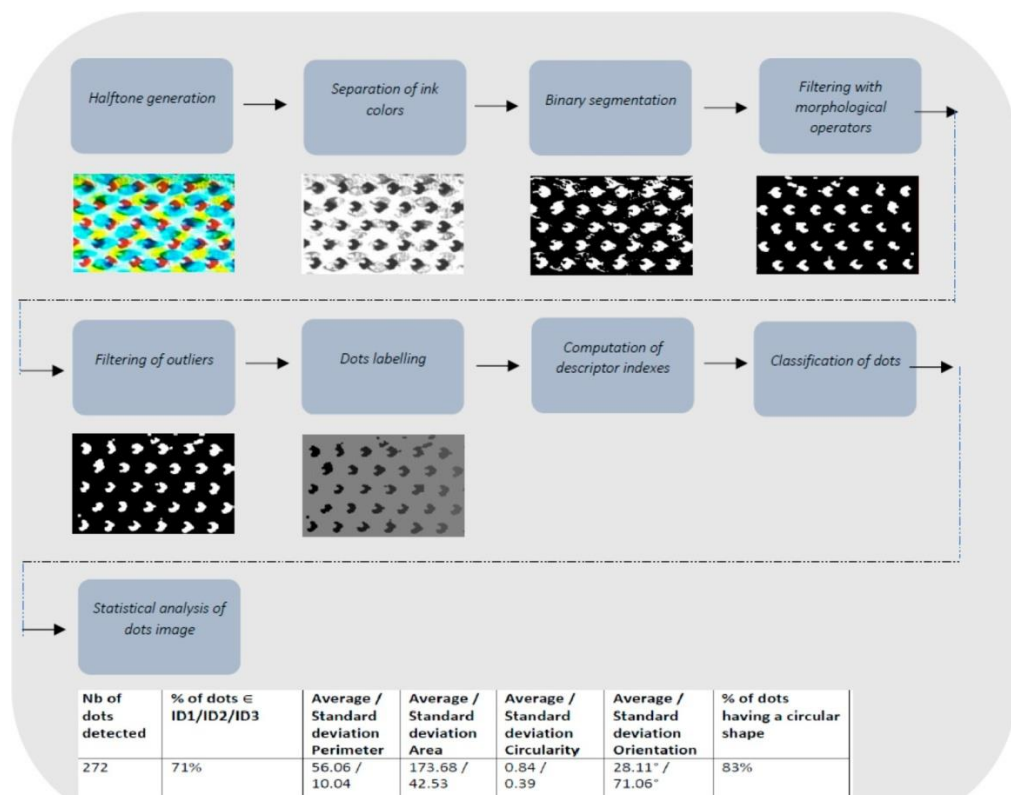 Halftone generation
Separation of ink
colors
Binary segmentation
Filtering with
morphological
operators
Filtering of outliers
Dots labelling
Computation of
descriptor indexes
Classification of dots
Statistical analysis of
dots image
Nb of
dots
detected
% of dots ∈
ID1/ID2/ID3
Average /
Standard
deviation
Perimeter
Average /
Standard
deviation
Area
Average /
Standard
deviation
Circularity
Average /
Standard
deviation
Orientation
% of dots
having a circular
shape
272
71%
56.06 /
10.04
173.68 /
42.53
0.84 /
0.39
28.11° /
71.06°
83%